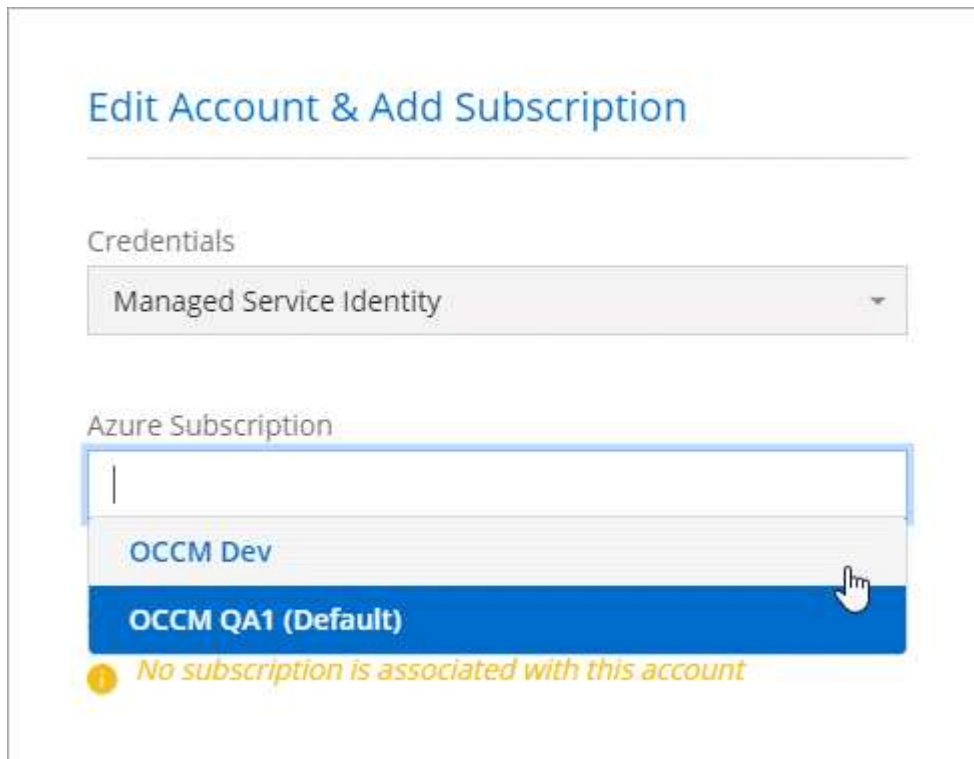 Edit Account & Add Subscription
Credentials
Managed Service Identity
Azure Subscription
OCCM Dev
OCCM QA1 (Default)
No subscription is associated with this account